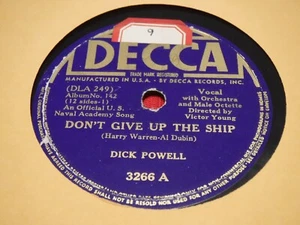 9
DECCA
TRADE MARK REGISTERED
MANUFACTURED IN U.S.A. BY DECCA RECORDS, INC.
(DLA 249)
Album No. 142
(12 sides-1)
An Official U. S.
Naval Academy Song
Vocal
with Orchestra
and Male Octette
Directed by
Victor Young
DON'T GIVE UP THE SHIP
(Harry Warren-Al Dubin)
DICK POWELL
3266 A